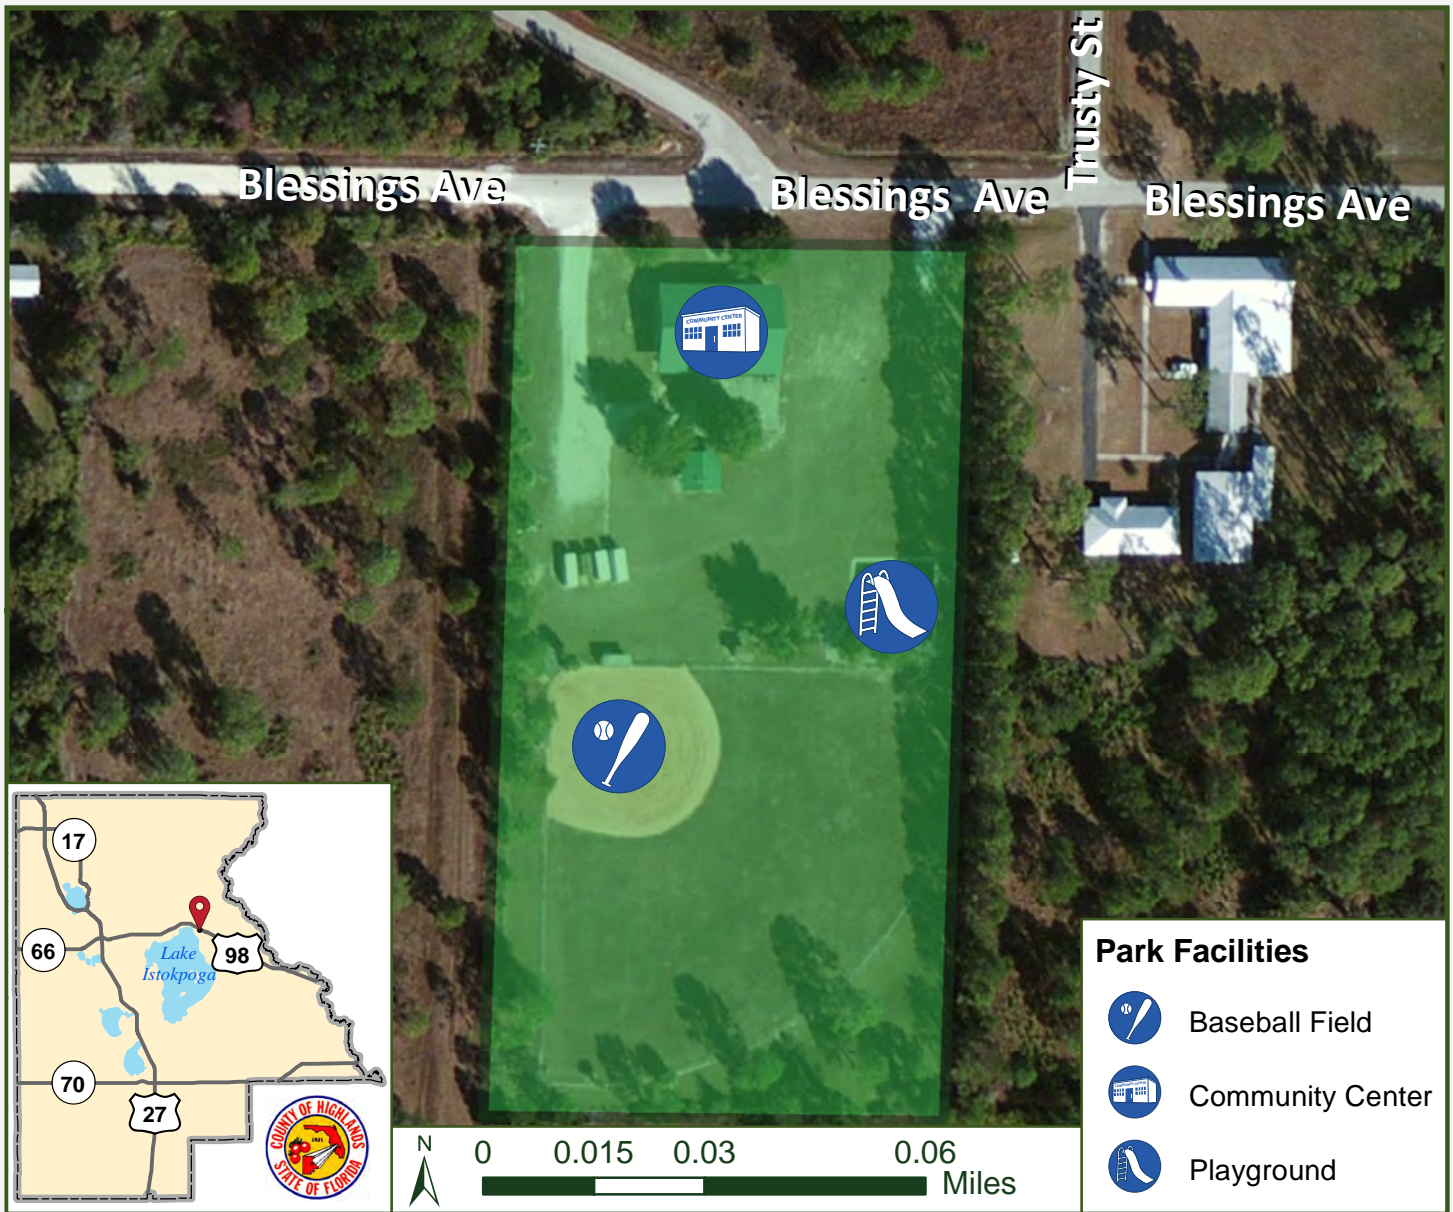 Trusty St
Blessings Ave
Blessings Ave
Blessings Ave
COMMUNITY CENTER
17
66
98
Lake
Istokpoga
70
27
COUNTY OF HIGHLANDS
1921
STATE OF FLORIDA
N
0 0.015 0.03 0.06
Miles
Park Facilities
Baseball Field
Community Center
Playground